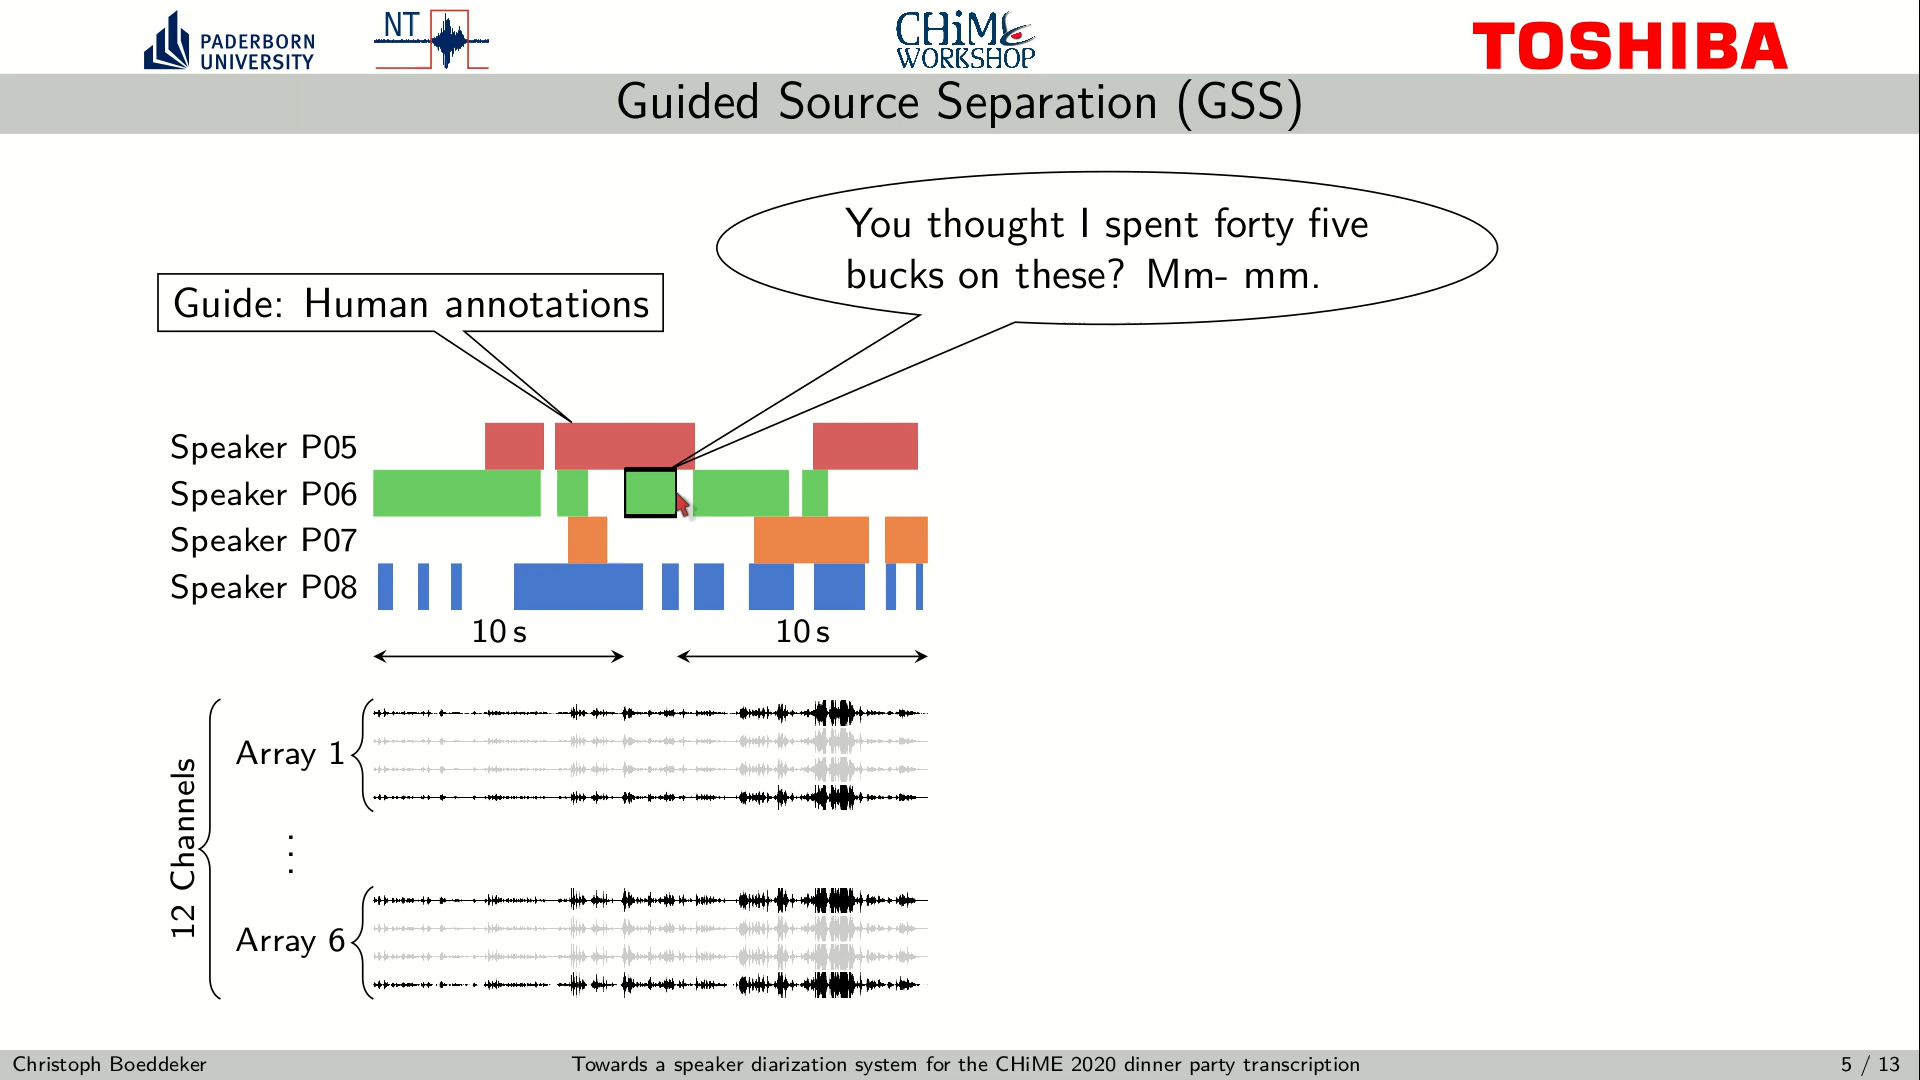 PADERBORN
UNIVERSITY
NT
CHiME
WORKSHOP
TOSHIBA
Guided Source Separation (GSS)
You thought I spent forty five
bucks on these? Mm- mm.
Guide: Human annotations
Speaker P05
Speaker P06
Speaker P07
Speaker P08
10 s
10 s
12 Channels
Array 1
⋮
Array 6
Christoph Boeddeker
Towards a speaker diarization system for the CHiME 2020 dinner party transcription
5 / 13